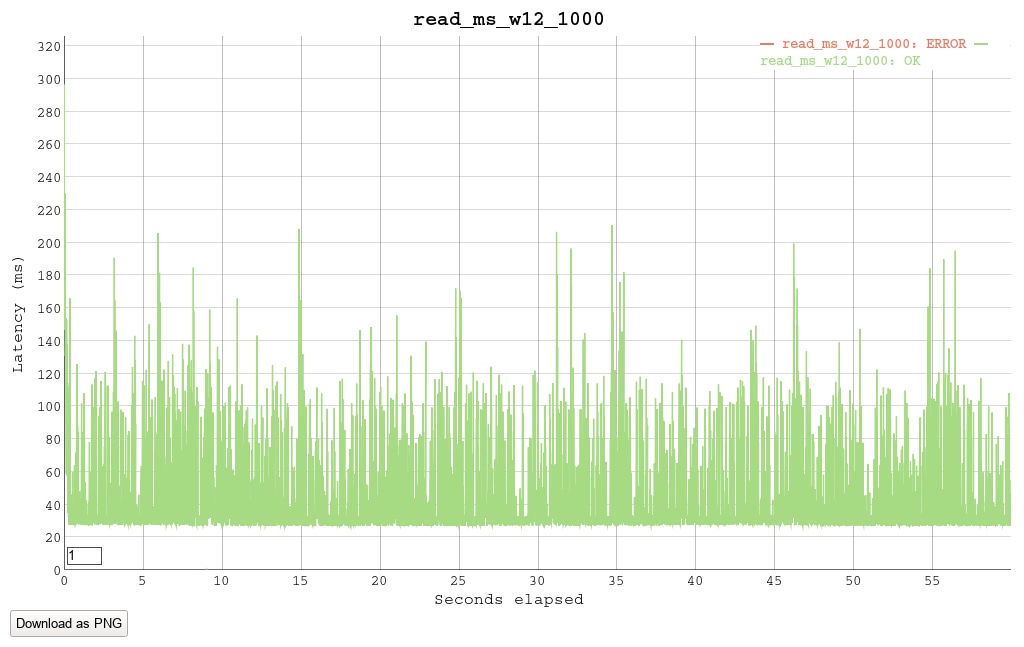 read_ms_w12_1000
read_ms_w12_1000: ERROR
read_ms_w12_1000: OK
320
300
280
260
240
220
200
180
160
140
120
100
80
60
40
20
0
Latency (ms)
1
0 5 10 15 20 25 30 35 40 45 50 55
Seconds elapsed
Download as PNG